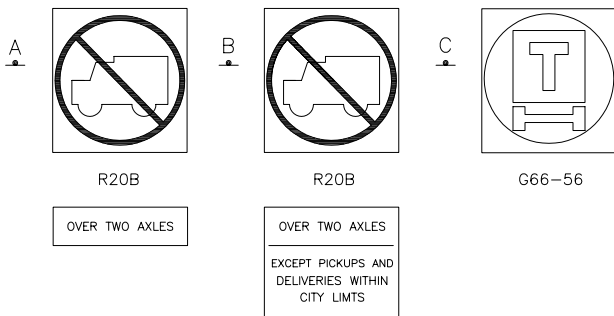 A
B
C
T
R20B
R20B
G66-56
OVER TWO AXLES
OVER TWO AXLES
EXCEPT PICKUPS AND
DELIVERIES WITHIN
CITY LIMTS